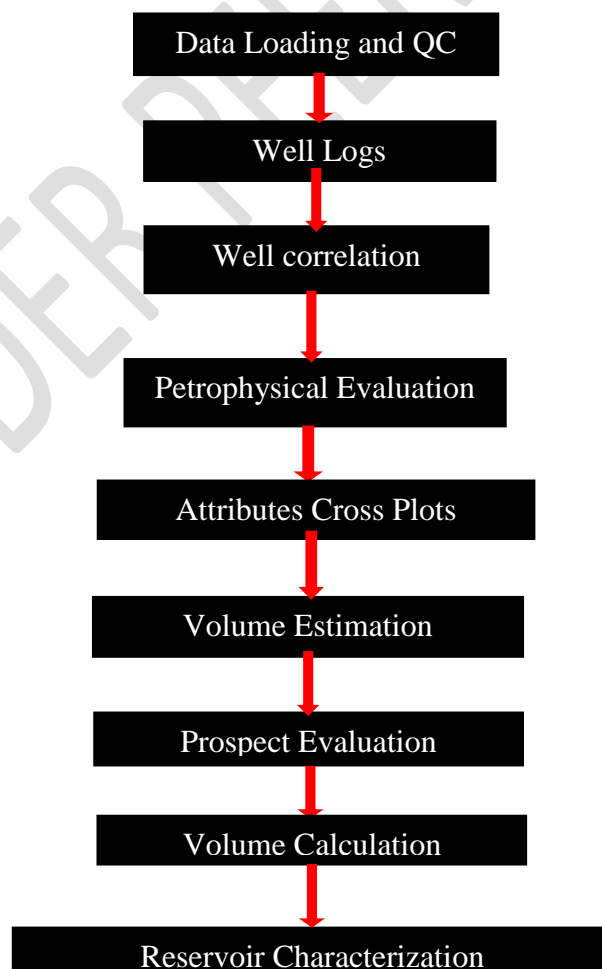 Data Loading and QC
Well Logs
Well correlation
Petrophysical Evaluation
Attributes Cross Plots
Volume Estimation
Prospect Evaluation
Volume Calculation
Reservoir Characterization